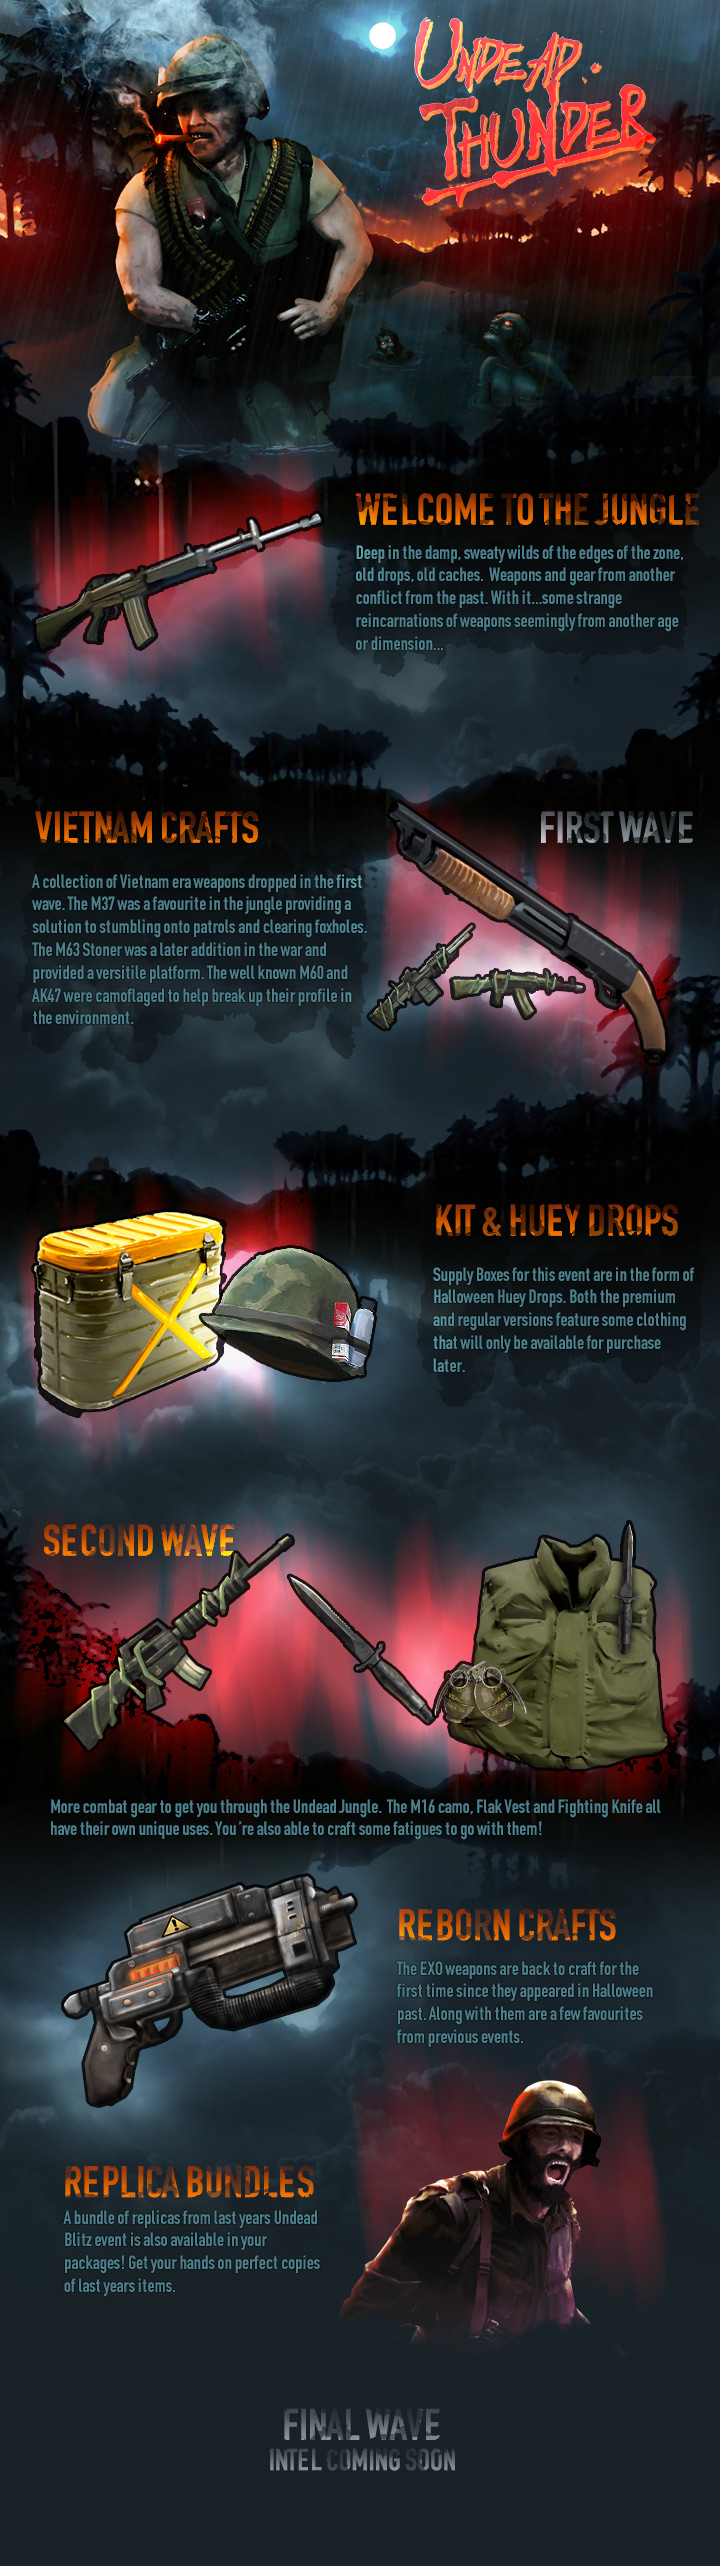 UNDEAD
THUNDER
WELCOME TO THE JUNGLE
Deep in the damp, sweaty wilds of the edges of the zone,
old drops, old caches. Weapons and gear from another
conflict from the past. With it...some strange
reincarnations of weapons seemingly from another age
or dimension...
VIETNAM CRAFTS
FIRST WAVE
A collection of Vietnam era weapons dropped in the first
wave. The M37 was a favourite in the jungle providing a
solution to stumbling onto patrols and clearing foxholes.
The M63 Stoner was a later addition in the war and
provided a versitile platform. The well known M60 and
AK47 were camoflaged to help break up their profile in
the environment.
KIT & HUEY DROPS
Supply Boxes for this event are in the form of
Halloween Huey Drops. Both the premium
and regular versions feature some clothing
that will only be available for purchase
later.
SECOND WAVE
More combat gear to get you through the Undead Jungle. The M16 camo, Flak Vest and Fighting Knife all
have their own unique uses. You 're also able to craft some fatigues to go with them!
REBORN CRAFTS
The EXO weapons are back to craft for the
first time since they appeared in Halloween
past. Along with them are a few favourites
from previous events.
REPLICA BUNDLES
A bundle of replicas from last years Undead
Blitz event is also available in your
packages! Get your hands on perfect copies
of last years items.
FINAL WAVE
INTEL COMING SOON